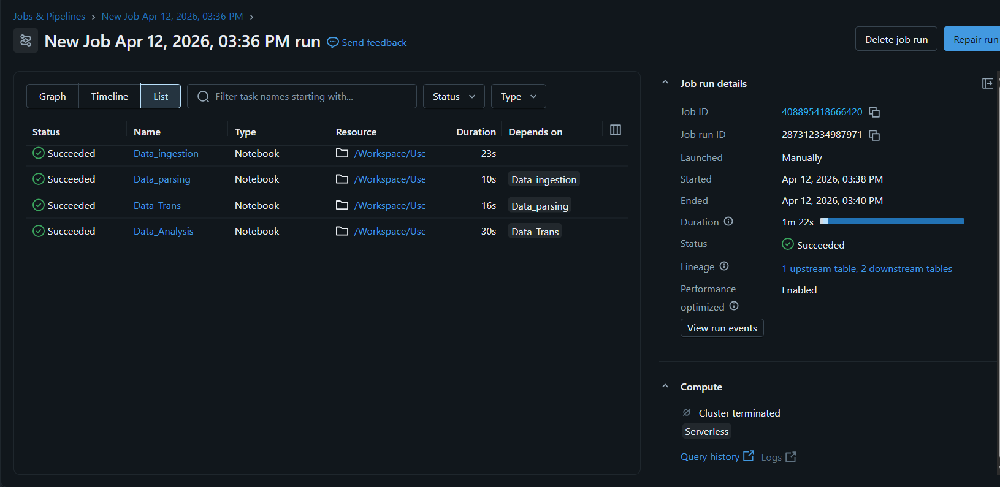 Jobs & Pipelines › New Job Apr 12, 2026, 03:36 PM ›
New Job Apr 12, 2026, 03:36 PM run Send feedback
Delete job run Repair run
Graph Timeline List Filter task names starting with... Status Type
Status Name Type Resource Duration Depends on
Succeeded Data_ingestion Notebook /Workspace/Use 23s
Succeeded Data_parsing Notebook /Workspace/Use 10s Data_ingestion
Succeeded Data_Trans Notebook /Workspace/Use 16s Data_parsing
Succeeded Data_Analysis Notebook /Workspace/Use 30s Data_Trans
Job run details
Job ID 408895418666420
Job run ID 287312334987971
Launched Manually
Started Apr 12, 2026, 03:38 PM
Ended Apr 12, 2026, 03:40 PM
Duration 1m 22s
Status Succeeded
Lineage 1 upstream table, 2 downstream tables
Performance Enabled
optimized
View run events
Compute
Cluster terminated
Serverless
Query history Logs